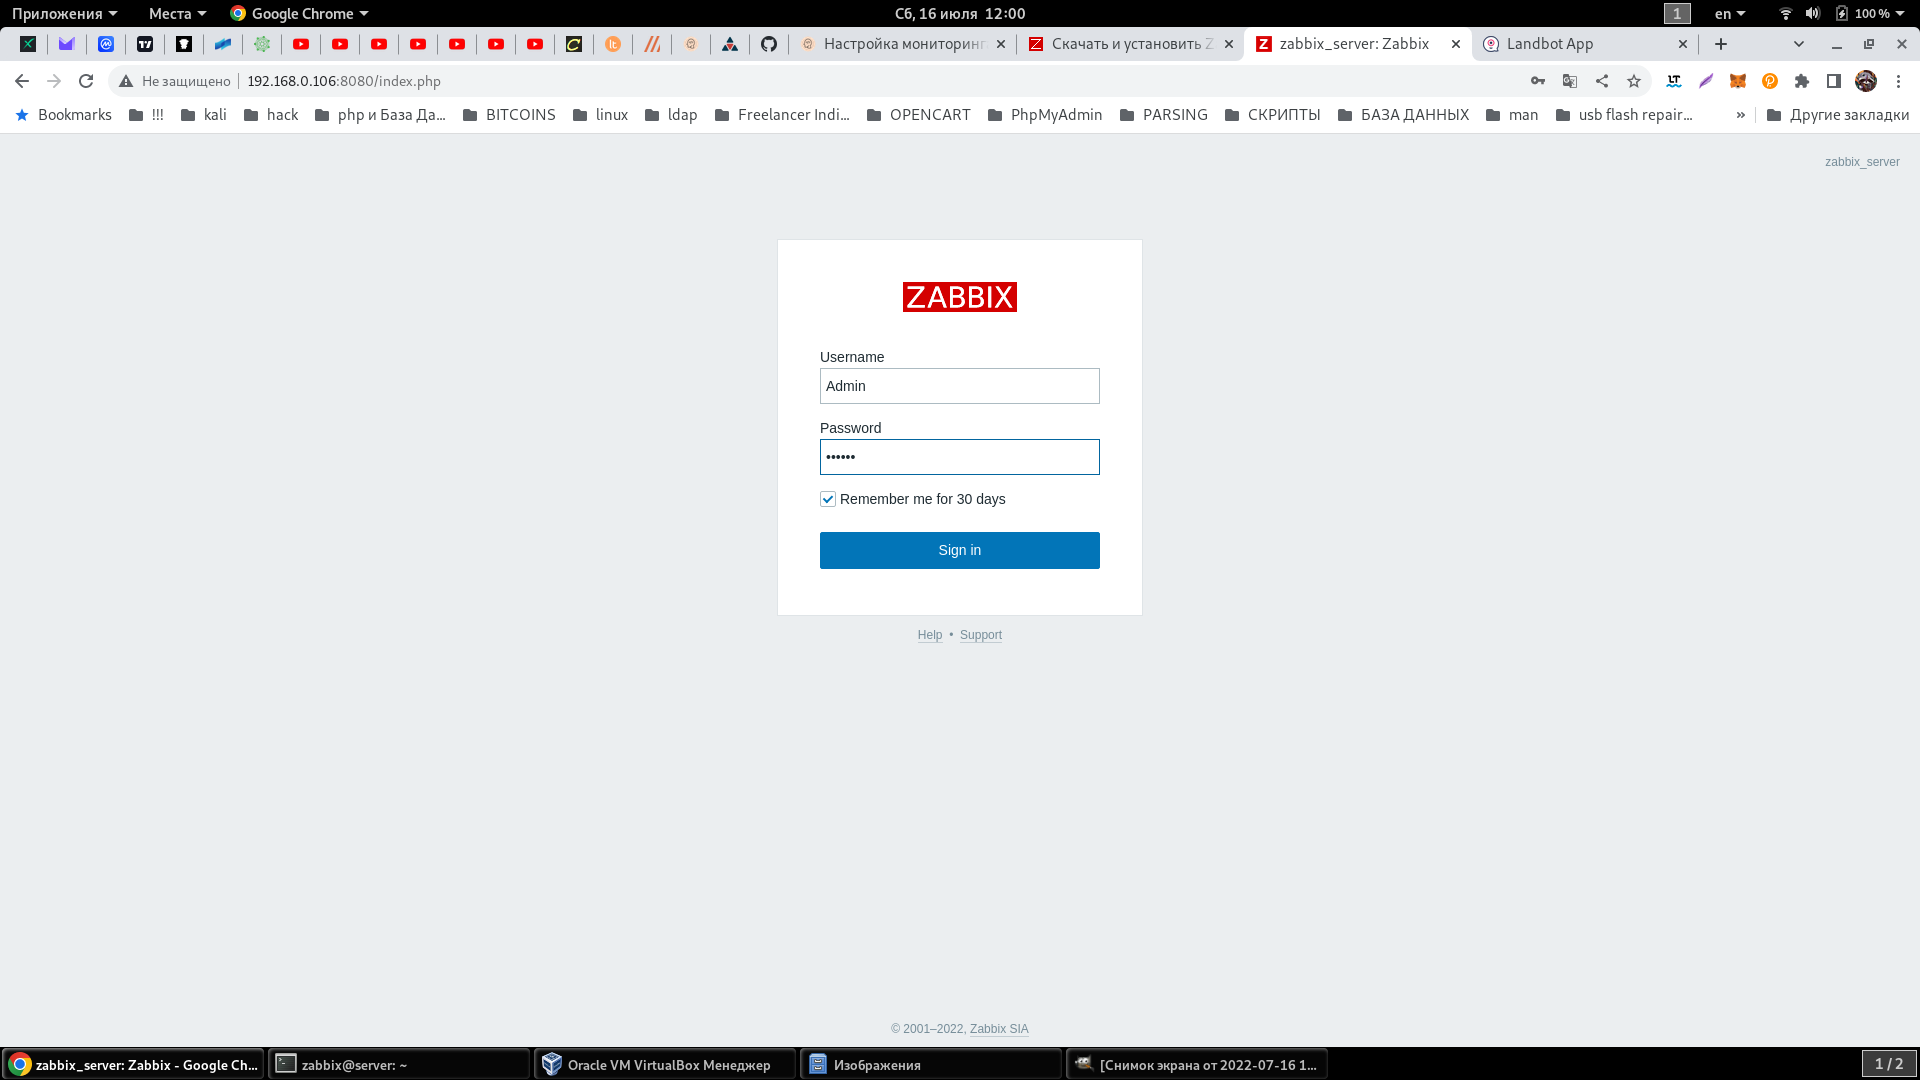 Приложения Места Google Chrome Сб, 16 июля 12:00 1 en 100 %
Настройка мониторинг Скачать и установить Z zabbix_server: Zabbix Landbot App
Не защищено 192.168.0.106:8080/index.php
Bookmarks !!! kali hack php и База Да... BITCOINS linux ldap Freelancer Indi... OPENCART PhpMyAdmin PARSING СКРИПТЫ БАЗА ДАННЫХ man usb flash repair... » Другие закладки
zabbix_server
ZABBIX
Username
Admin
Password
••••••
Remember me for 30 days
Sign in
Help • Support
© 2001–2022, Zabbix SIA
zabbix_server: Zabbix - Google Ch... zabbix@server: ~ Oracle VM VirtualBox Менеджер Изображения [Снимок экрана от 2022-07-16 1... 1 / 2